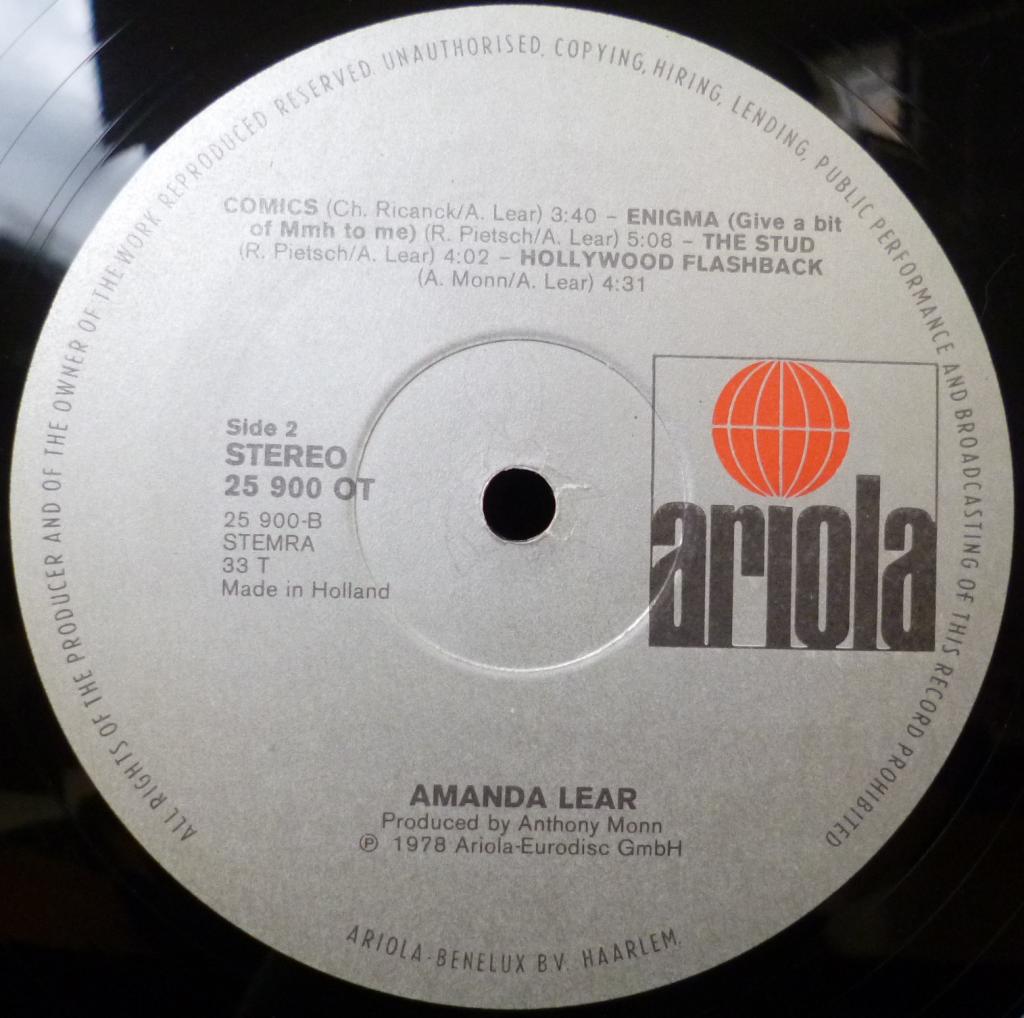 ALL RIGHTS OF THE PRODUCER AND OF THE OWNER OF THE WORK REPRODUCED RESERVED. UNAUTHORISED. COPYING, HIRING, LENDING, PUBLIC PERFORMANCE AND BROADCASTING OF THIS RECORD PROHIBITED
COMICS (Ch. Ricanck/A. Lear) 3:40 – ENIGMA (Give a bit
of Mmh to me) (R. Pietsch/A. Lear) 5:08 – THE STUD
(R. Pietsch/A. Lear) 4:02 – HOLLYWOOD FLASHBACK
(A. Monn/A. Lear) 4:31
Side 2
STEREO
25 900 OT
25 900-B
STEMRA
33 T
Made in Holland
ariola
AMANDA LEAR
Produced by Anthony Monn
℗ 1978 Ariola-Eurodisc GmbH
ARIOLA-BENELUX B.V. HAARLEM.